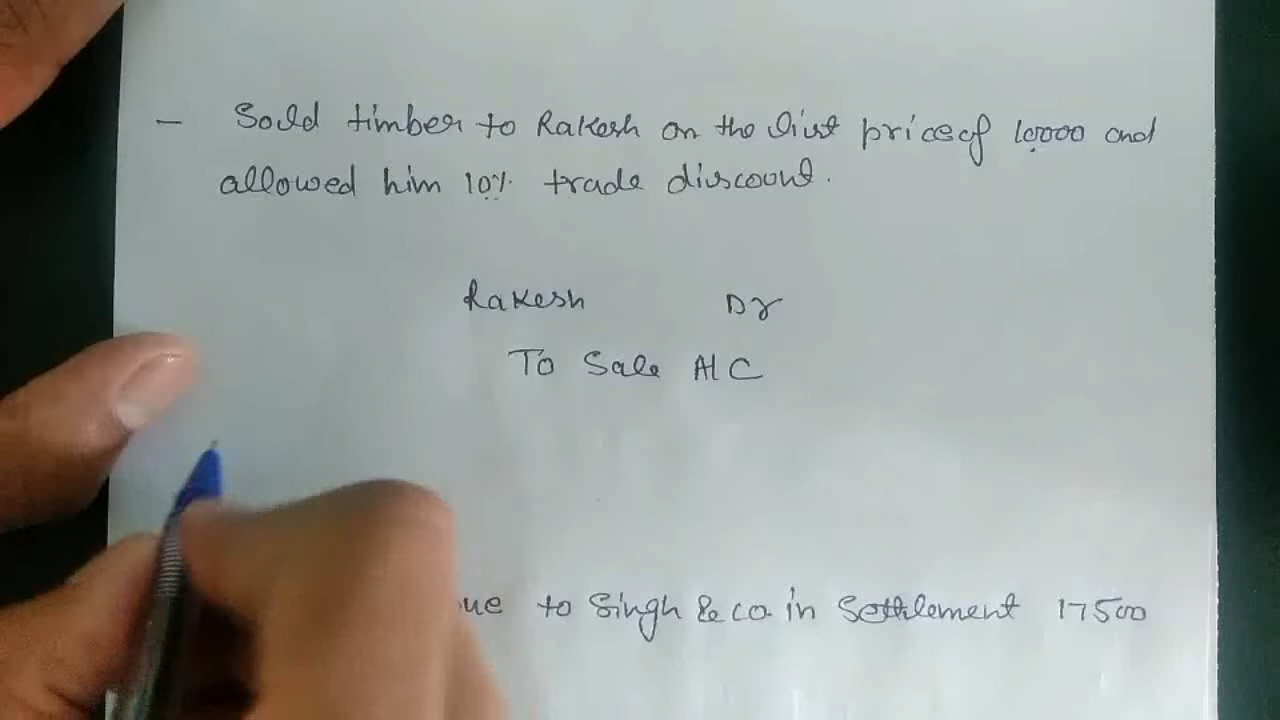 - Sold timber to Rakesh on the list price of 10000 and
allowed him 10% trade discount.
Rakesh Dr
To Sale A/C
to Singh & co. in Settlement 17500